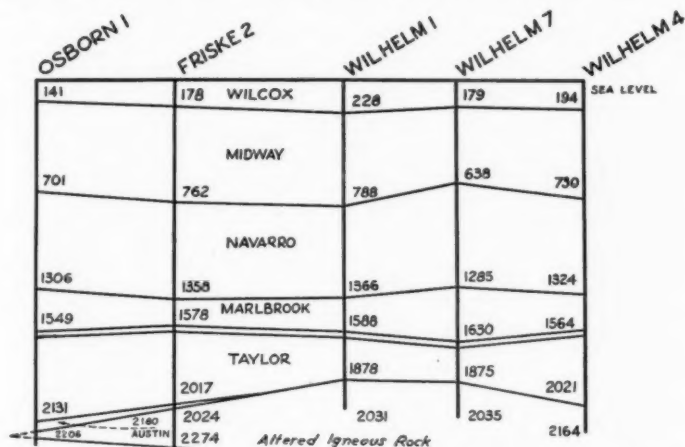 OSBORN 1
FRISKE 2
WILHELM 1
WILHELM 7
WILHELM 4
141
178
WILCOX
228
179
194
SEA LEVEL
MIDWAY
701
762
788
638
730
NAVARRO
1306
1358
1366
1285
1324
MARLBROOK
1549
1578
1588
1630
1564
TAYLOR
1878
1875
2017
2021
2131
2180
2024
2031
2035
2206
AUSTIN
2274
Altered Igneous Rock
2164